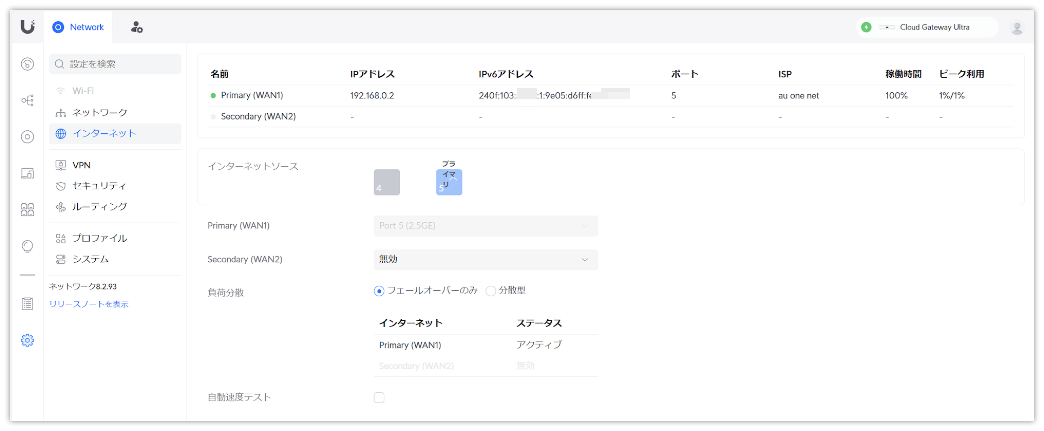 Network
Cloud Gateway Ultra
設定を検索
Wi-Fi
ネットワーク
インターネット
VPN
セキュリティ
ルーティング
プロファイル
システム
ネットワーク8.2.93
リリースノートを表示
名前 IPアドレス IPv6アドレス ポート ISP 稼働時間 ピーク利用
Primary (WAN1) 192.168.0.2 240f:103: :1:9e05:d6ff:f 5 au one net 100% 1%/1%
Secondary (WAN2) - - - - - -
インターネットソース
4
プライマリ
5
Primary (WAN1) Port 5 (2.5GE)
Secondary (WAN2) 無効
負荷分散 フェールオーバーのみ 分散型
インターネット ステータス
Primary (WAN1) アクティブ
Secondary (WAN2) 無効
自動速度テスト